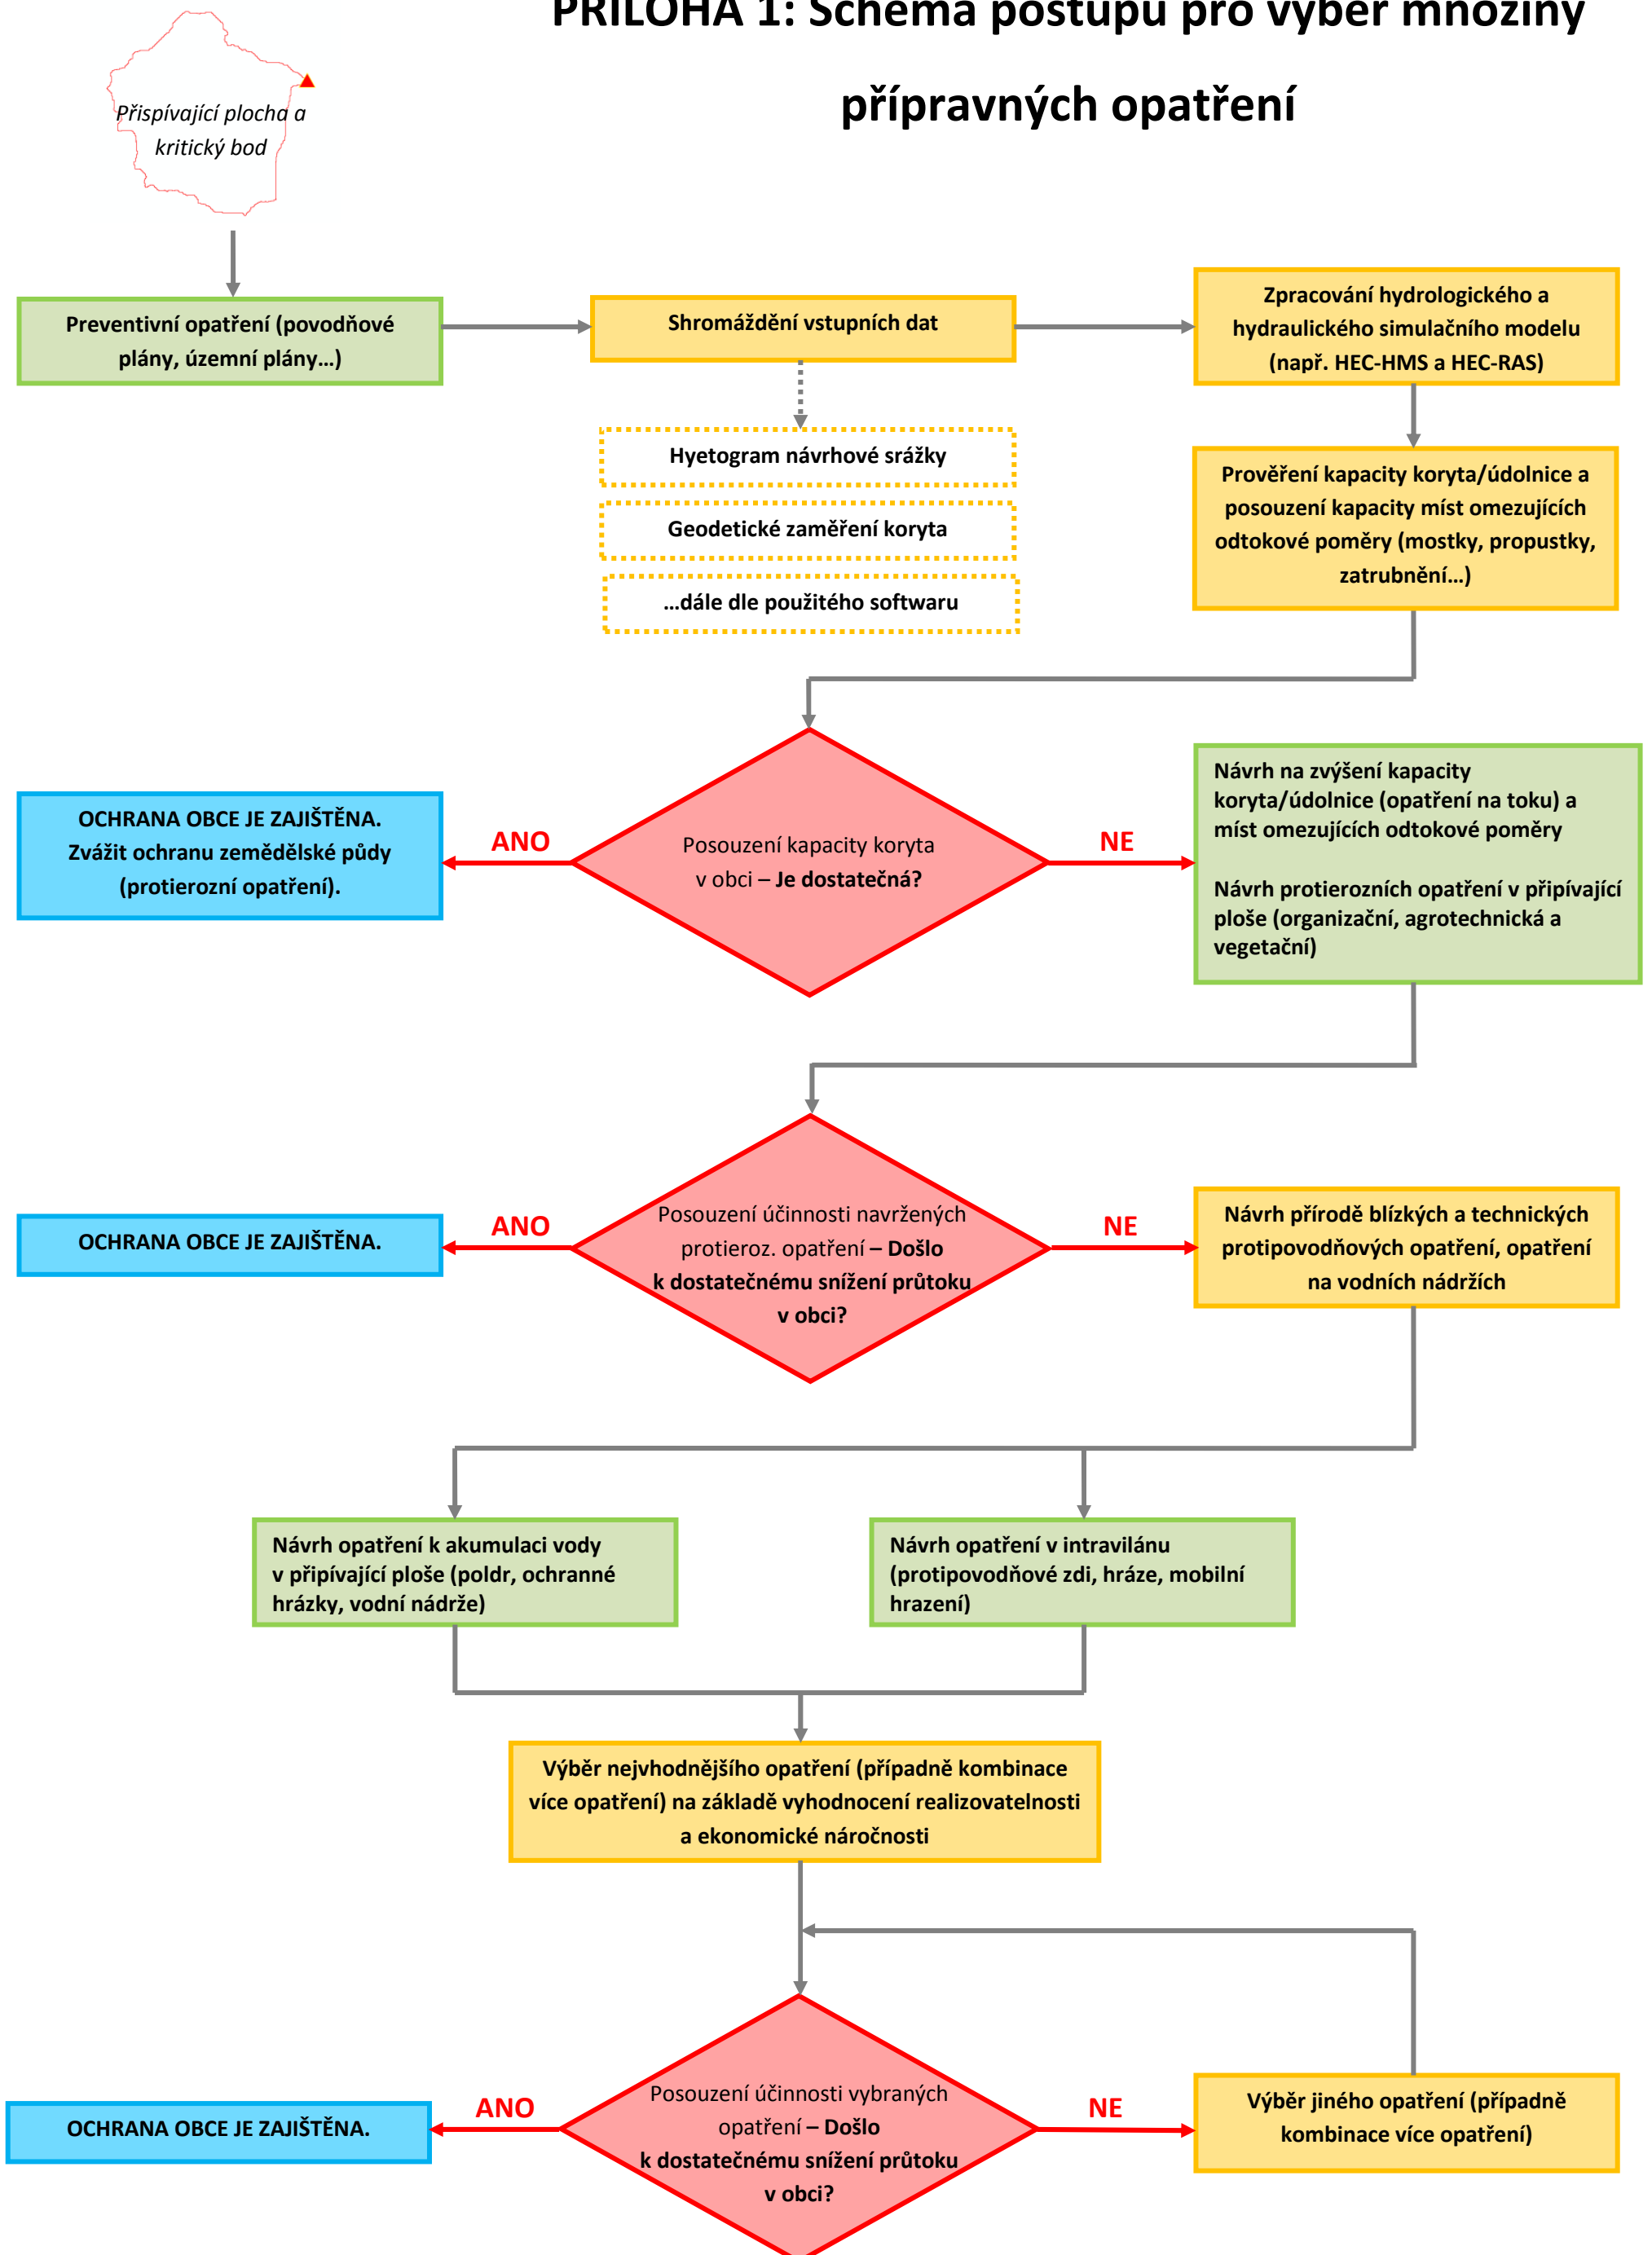 PŘÍLOHA 1: Schéma postupu pro výběr množiny
přípravných opatření
Přispívající plocha a
kritický bod
Preventivní opatření (povodňové
plány, územní plány…)
Shromáždění vstupních dat
Zpracování hydrologického a
hydraulického simulačního modelu
(např. HEC-HMS a HEC-RAS)
Hyetogram návrhové srážky
Geodetické zaměření koryta
…dále dle použitého softwaru
Prověření kapacity koryta/údolnice a
posouzení kapacity míst omezujících
odtokové poměry (mostky, propustky,
zatrubnění…)
OCHRANA OBCE JE ZAJIŠTĚNA.
Zvážit ochranu zemědělské půdy
(protierozní opatření).
ANO
Posouzení kapacity koryta
v obci – Je dostatečná?
NE
Návrh na zvýšení kapacity
koryta/údolnice (opatření na toku) a
míst omezujících odtokové poměry
Návrh protierozních opatření v připívající
ploše (organizační, agrotechnická a
vegetační)
OCHRANA OBCE JE ZAJIŠTĚNA.
ANO
Posouzení účinnosti navržených
protieroz. opatření – Došlo
k dostatečnému snížení průtoku
v obci?
NE
Návrh přírodě blízkých a technických
protipovodňových opatření, opatření
na vodních nádržích
Návrh opatření k akumulaci vody
v připívající ploše (poldr, ochranné
hrázky, vodní nádrže)
Návrh opatření v intravilánu
(protipovodňové zdi, hráze, mobilní
hrazení)
Výběr nejvhodnějšího opatření (případně kombinace
více opatření) na základě vyhodnocení realizovatelnosti
a ekonomické náročnosti
OCHRANA OBCE JE ZAJIŠTĚNA.
ANO
Posouzení účinnosti vybraných
opatření – Došlo
k dostatečnému snížení průtoku
v obci?
NE
Výběr jiného opatření (případně
kombinace více opatření)